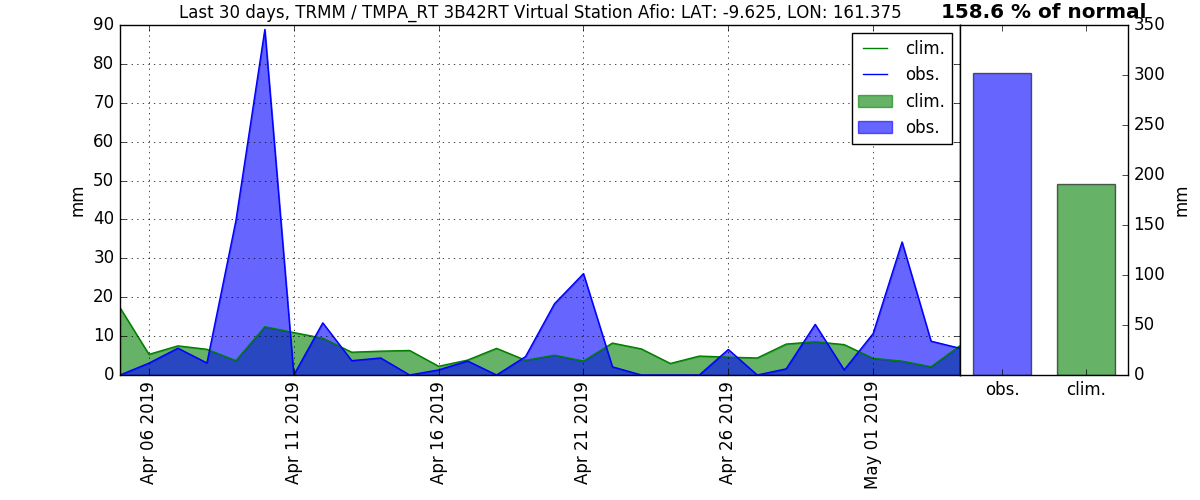 Last 30 days, TRMM / TMPA_RT 3B42RT Virtual Station Afio: LAT: -9.625, LON: 161.375
158.6 % of normal
90
80
70
60
50
40
30
20
10
0
mm
clim.
obs.
clim.
obs.
350
300
250
200
150
100
50
0
mm
Apr 06 2019
Apr 11 2019
Apr 16 2019
Apr 21 2019
Apr 26 2019
May 01 2019
obs.
clim.